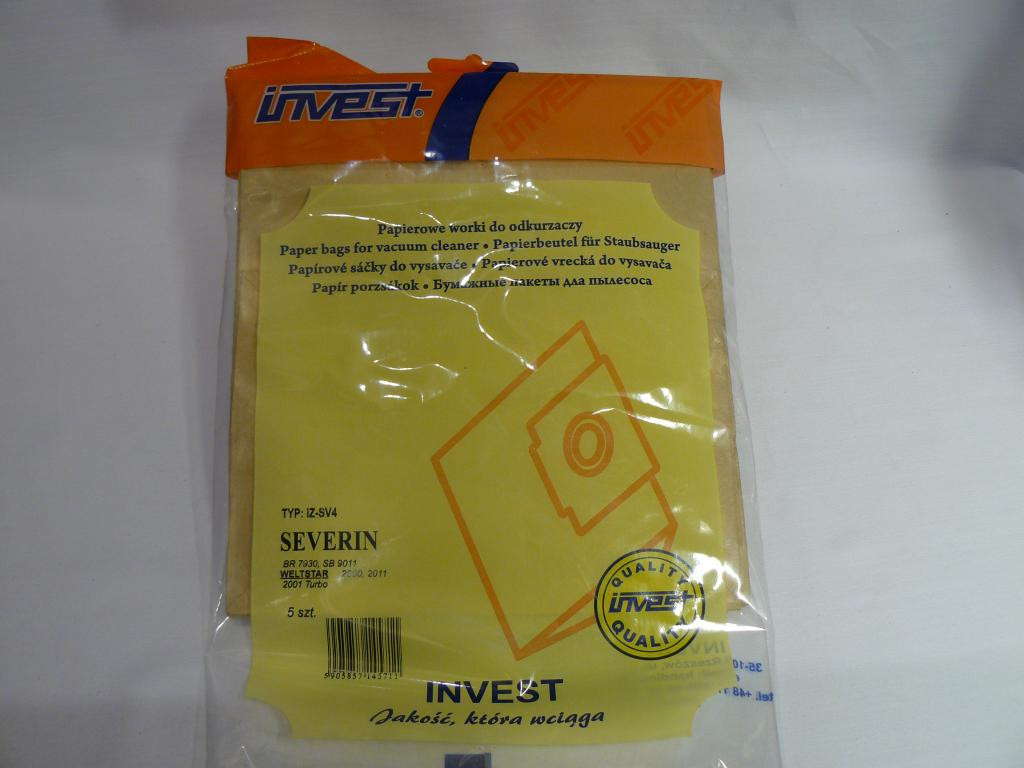 invest®
invest
invest
Papierowe worki do odkurzaczy
Paper bags for vacuum cleaner • Papierbeutel für Staubsauger
Papírové sáčky do vysavače • Papierové vrecká do vysavača
Papír porzsákok • Бумажные пакеты для пылесоса
TYP: IZ-SV4
SEVERIN
BR 7930, SB 9011
WELTSTAR 2000, 2011
2001 Turbo
5 szt.
QUALITY
invest
QUALITY
INVEST
Jakość, która wciąga